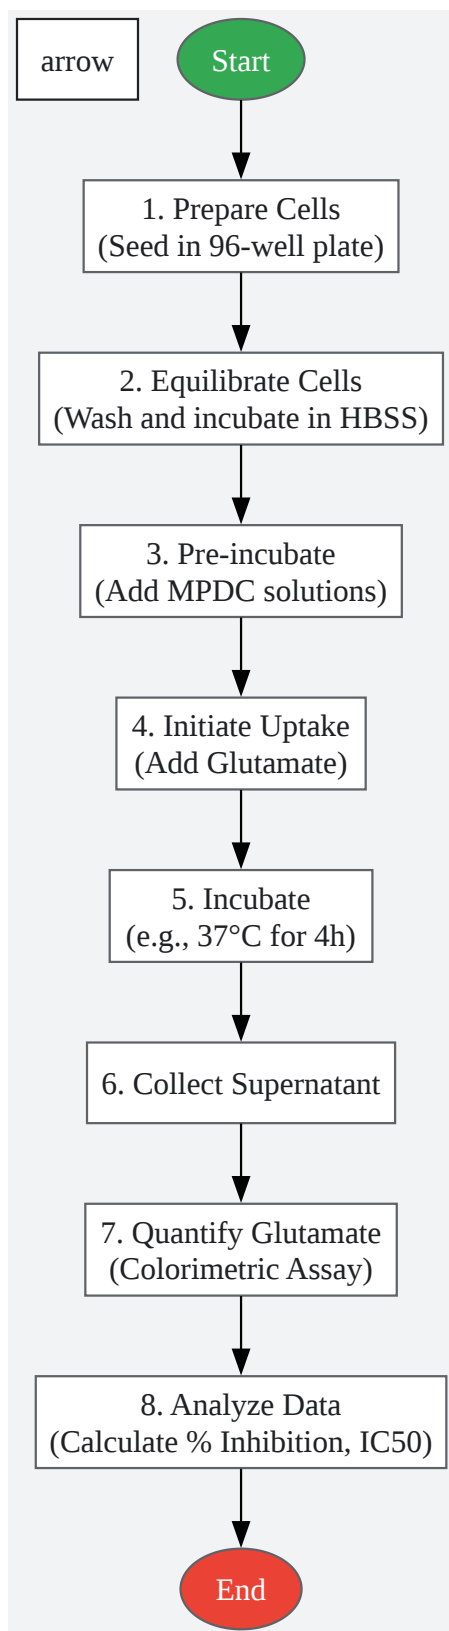 arrow
Start
1. Prepare Cells
(Seed in 96-well plate)
2. Equilibrate Cells
(Wash and incubate in HBSS)
3. Pre-incubate
(Add MPDC solutions)
4. Initiate Uptake
(Add Glutamate)
5. Incubate
(e.g., 37°C for 4h)
6. Collect Supernatant
7. Quantify Glutamate
(Colorimetric Assay)
8. Analyze Data
(Calculate % Inhibition, IC50)
End